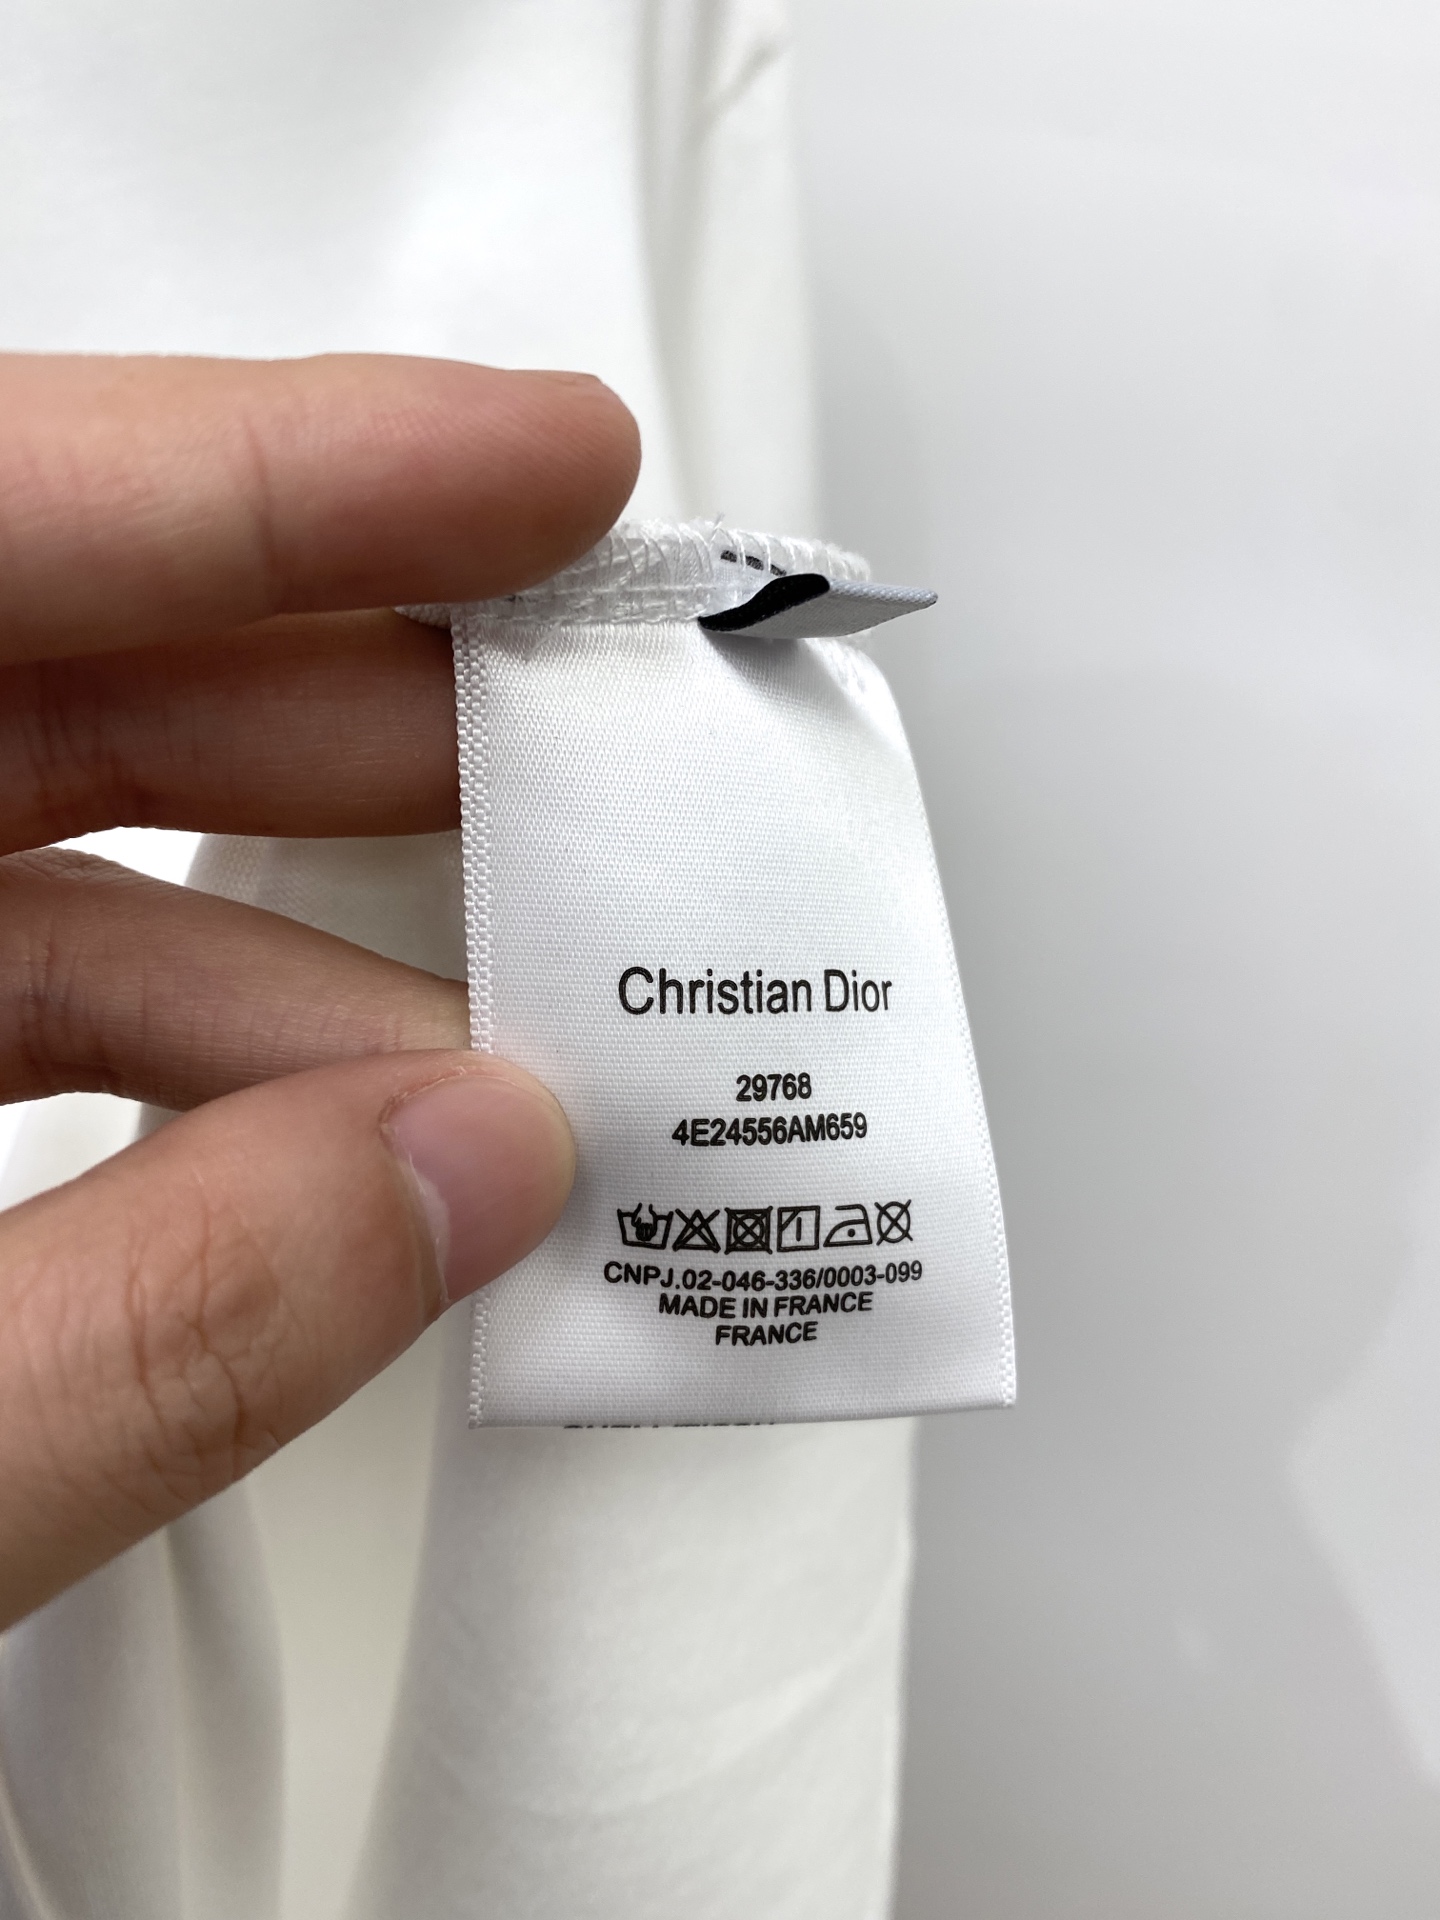 Christian Dior
29768
4E24556AM659
CNPJ.02-046-336/0003-099
MADE IN FRANCE
FRANCE